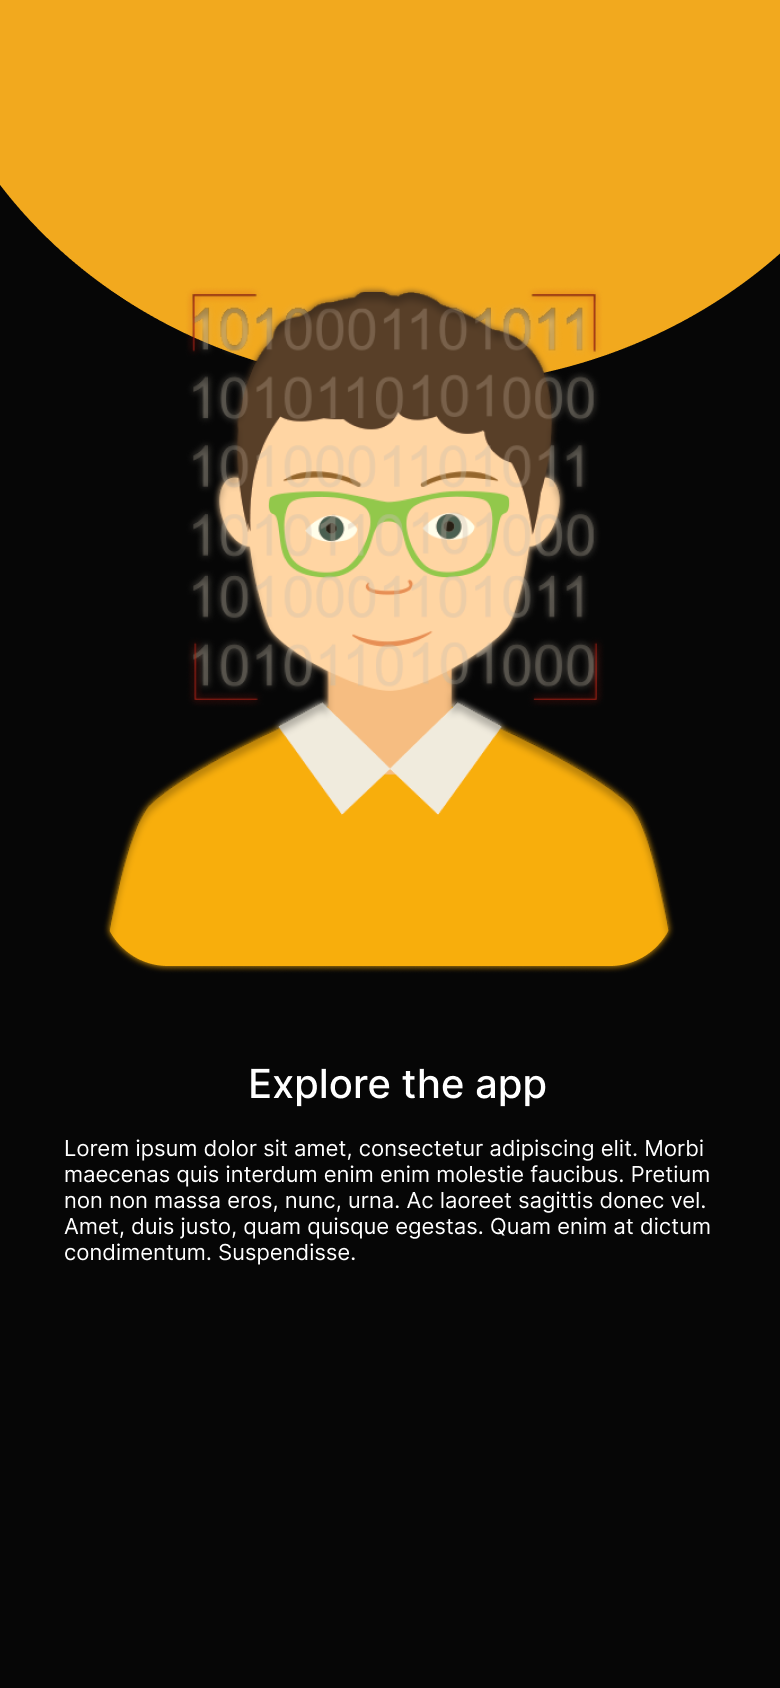 1010001101011
1010110101000
1010001101011
1010110101000
1010001101011
1010110101000
Explore the app
Lorem ipsum dolor sit amet, consectetur adipiscing elit. Morbi
maecenas quis interdum enim enim molestie faucibus. Pretium
non non massa eros, nunc, urna. Ac laoreet sagittis donec vel.
Amet, duis justo, quam quisque egestas. Quam enim at dictum
condimentum. Suspendisse.